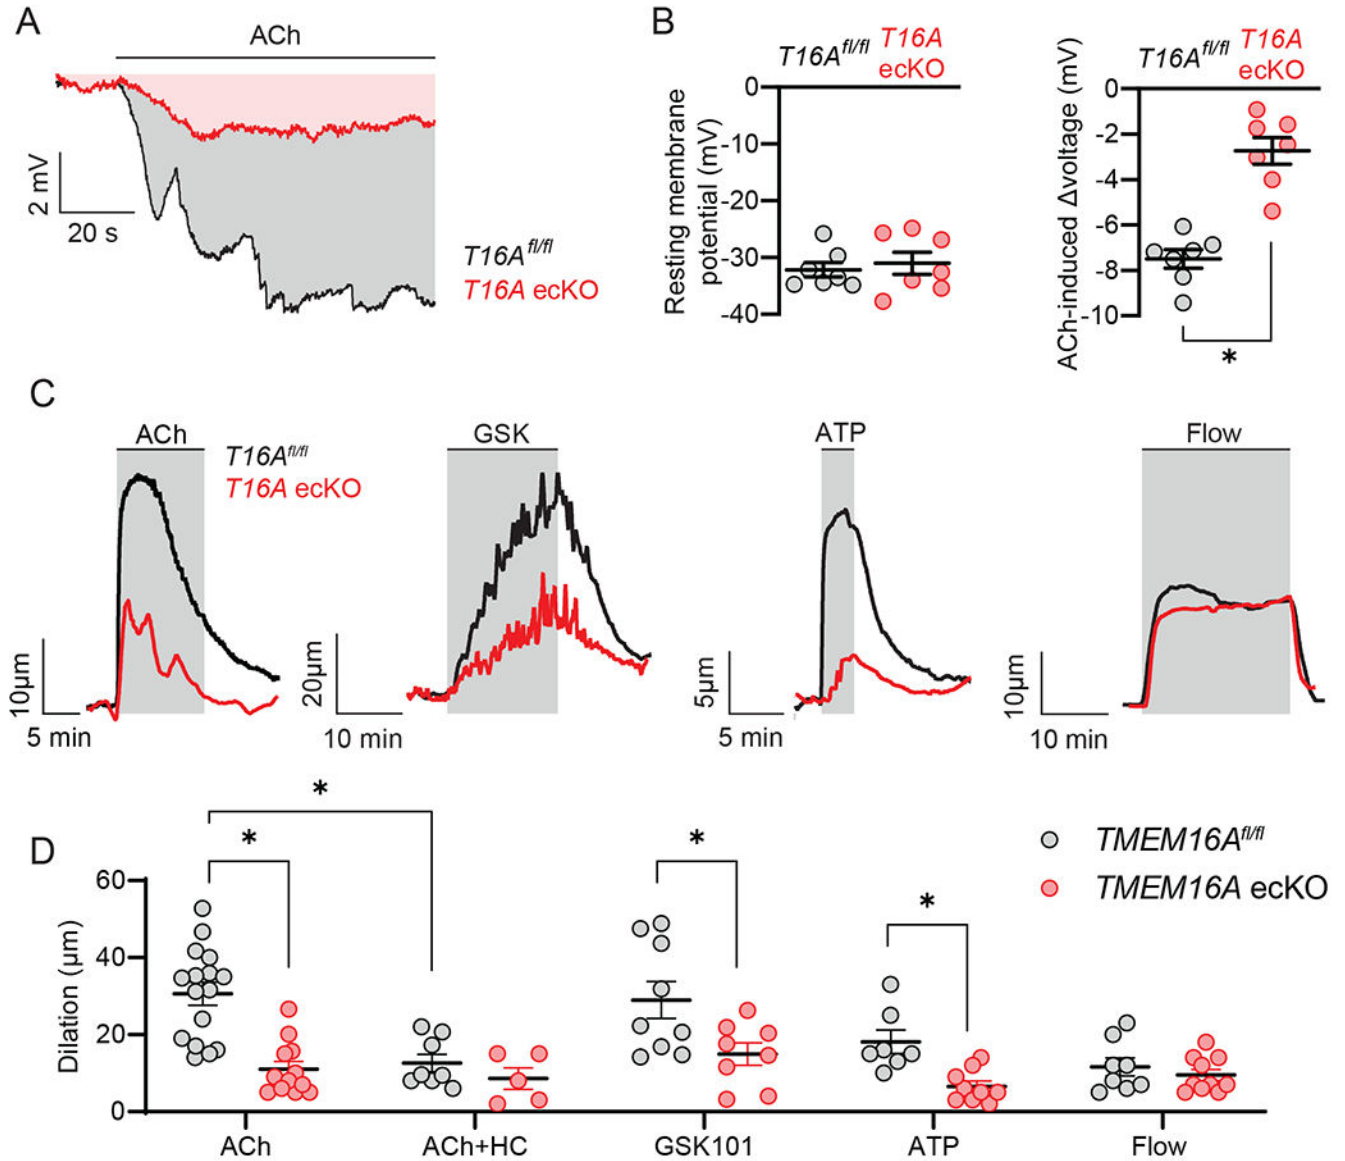 A
ACh
2 mV
20 s
T16A fl/fl
T16A ecKO
B
T16A fl/fl
T16A
ecKO
Resting membrane
potential (mV)
0
-10
-20
-30
-40
T16A fl/fl
T16A
ecKO
ACh-induced Δvoltage (mV)
0
-2
-4
-6
-8
-10
*
C
ACh
T16A fl/fl
T16A ecKO
10μm
5 min
GSK
20μm
10 min
ATP
5μm
5 min
Flow
10μm
10 min
D
Dilation (μm)
60
40
20
0
*
*
*
*
TMEM16A fl/fl
TMEM16A ecKO
ACh
ACh+HC
GSK101
ATP
Flow